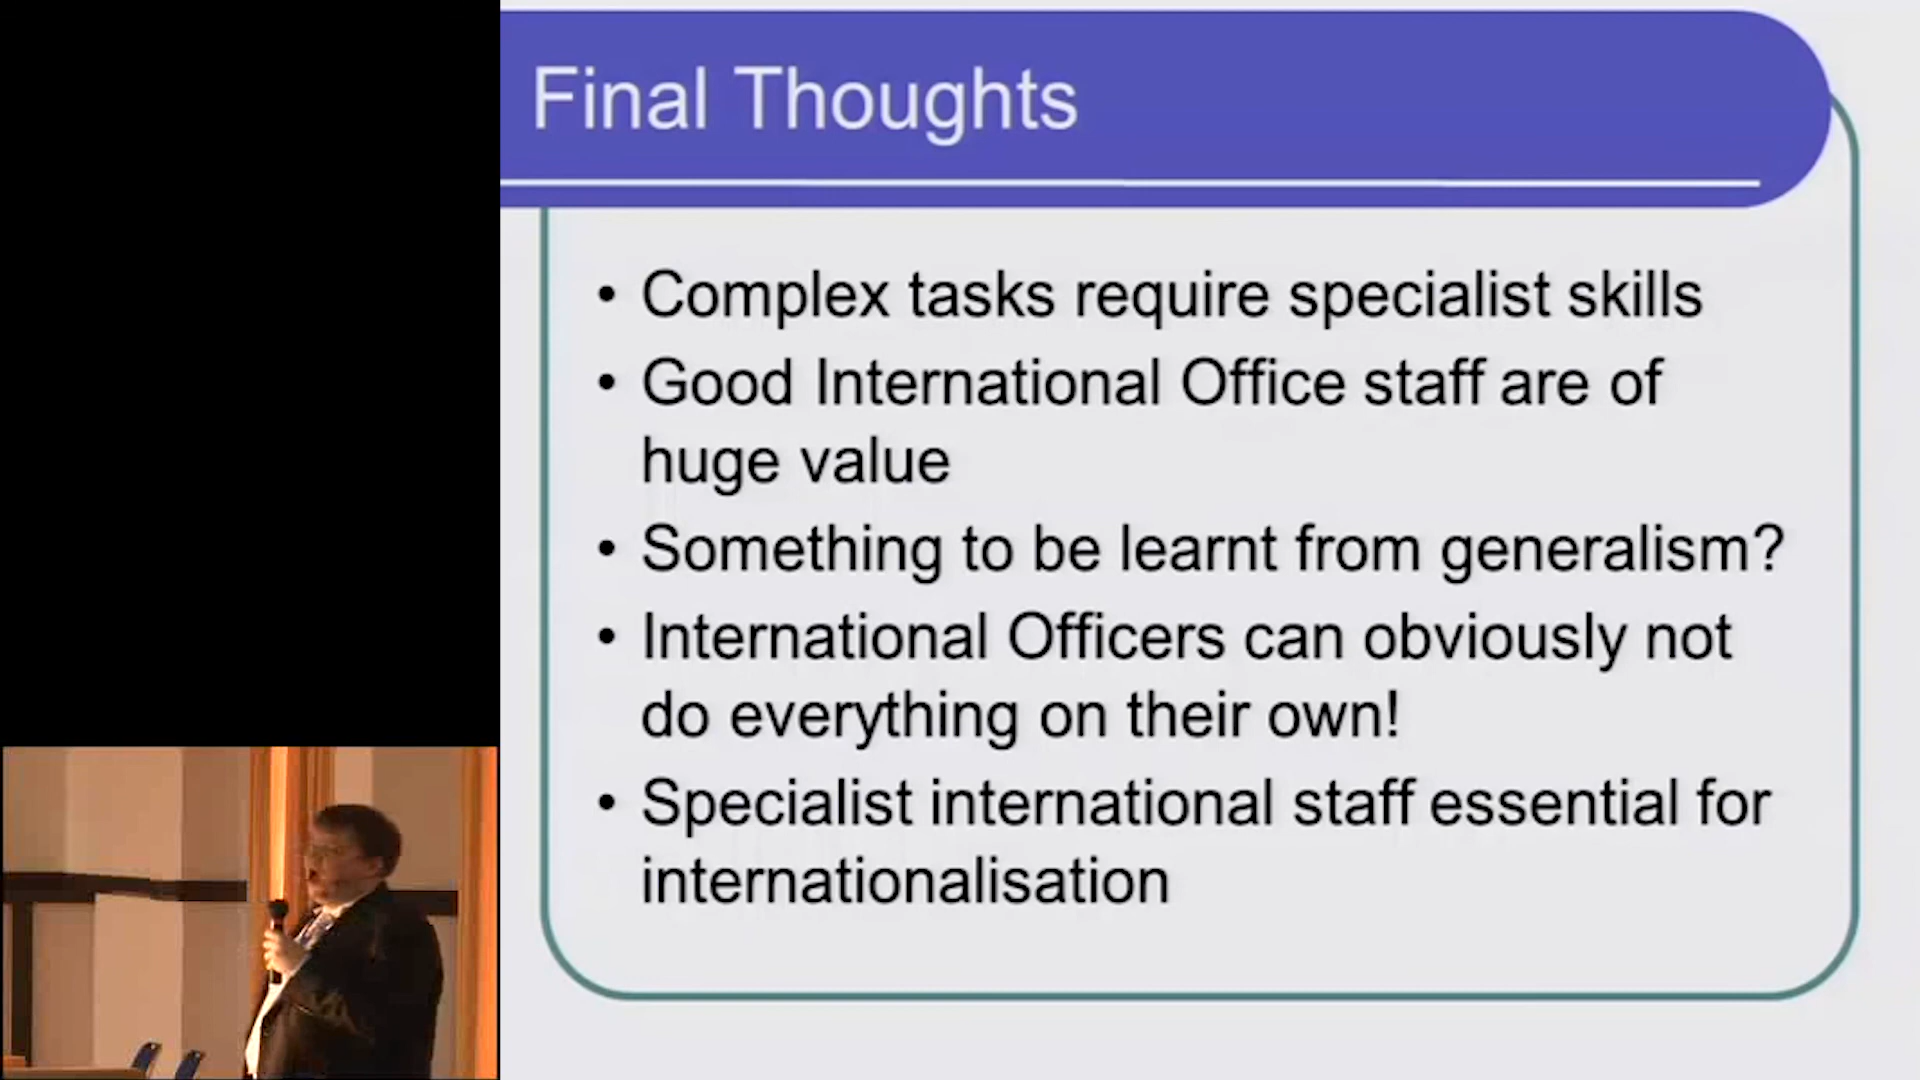 Final Thoughts
• Complex tasks require specialist skills
• Good International Office staff are of
huge value
• Something to be learnt from generalism?
• International Officers can obviously not
do everything on their own!
• Specialist international staff essential for
internationalisation